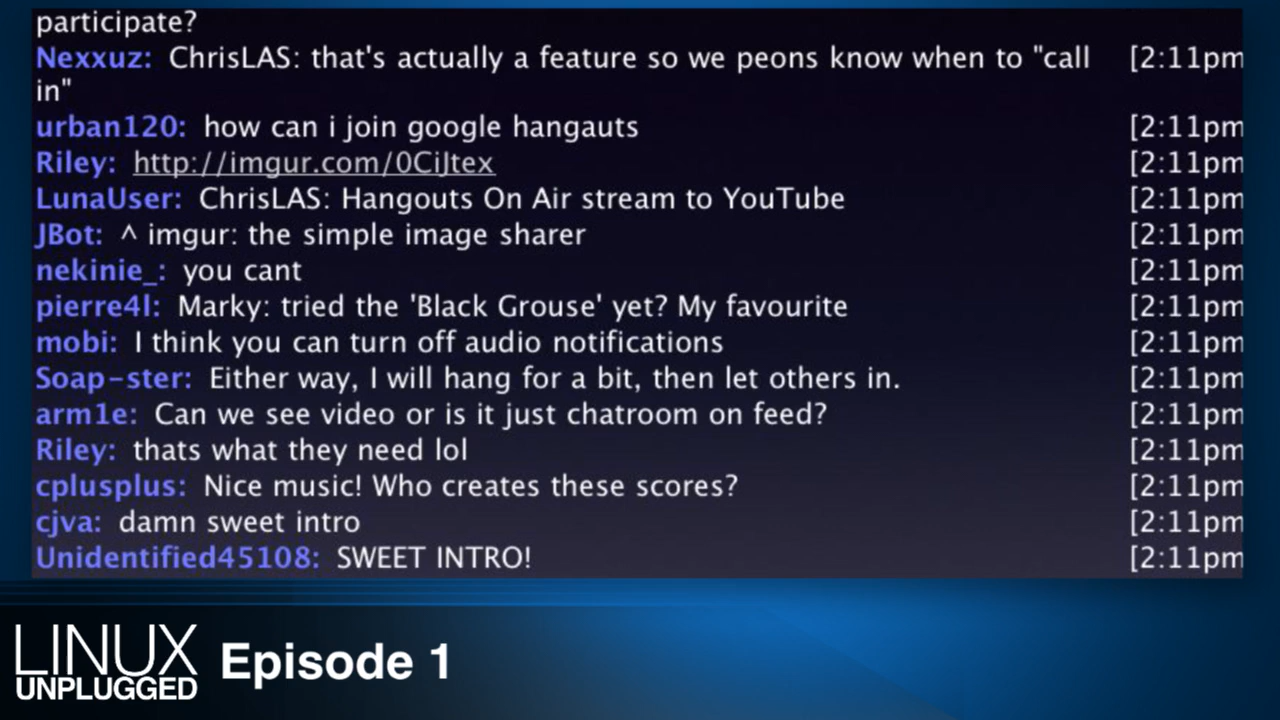 participate?
Nexxuz: ChrisLAS: that's actually a feature so we peons know when to "call [2:11pm
in"
urban120: how can i join google hangauts [2:11pm
Riley: http://imgur.com/0CiJtex [2:11pm
LunaUser: ChrisLAS: Hangouts On Air stream to YouTube [2:11pm
JBot: ^ imgur: the simple image sharer [2:11pm
nekinie_: you cant [2:11pm
pierre4l: Marky: tried the 'Black Grouse' yet? My favourite [2:11pm
mobi: I think you can turn off audio notifications [2:11pm
Soap-ster: Either way, I will hang for a bit, then let others in. [2:11pm
arm1e: Can we see video or is it just chatroom on feed? [2:11pm
Riley: thats what they need lol [2:11pm
cplusplus: Nice music! Who creates these scores? [2:11pm
cjva: damn sweet intro [2:11pm
Unidentified45108: SWEET INTRO! [2:11pm
LINUX
UNPLUGGED
Episode 1